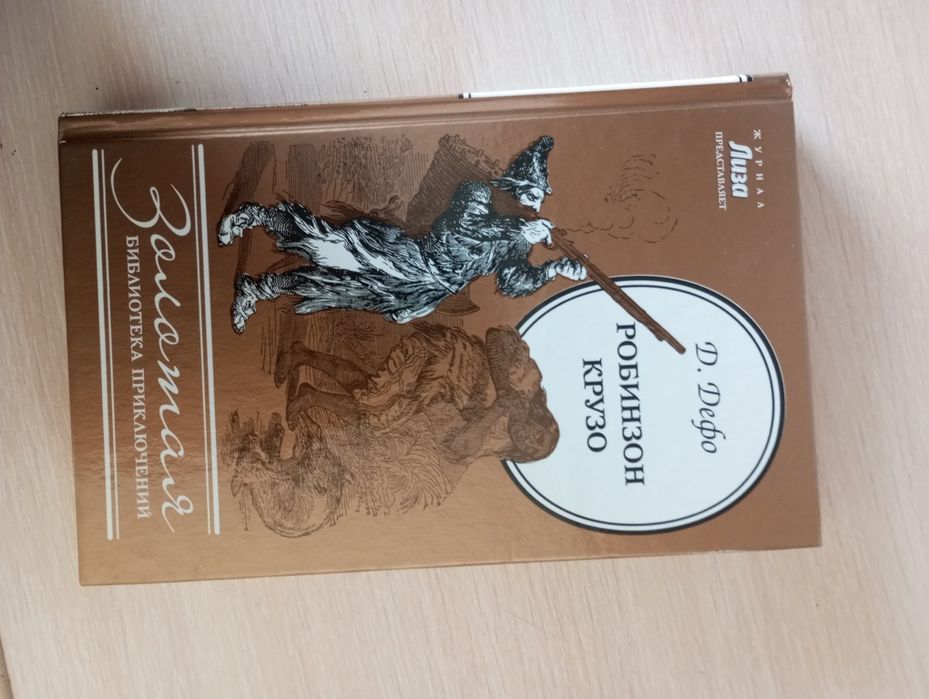 ЖУРНАЛ
Лиза
ПРЕДСТАВЛЯЕТ
Д. Дефо
РОБИНЗОН
КРУЗО
Золотая
БИБЛИОТЕКА ПРИКЛЮЧЕНИЙ